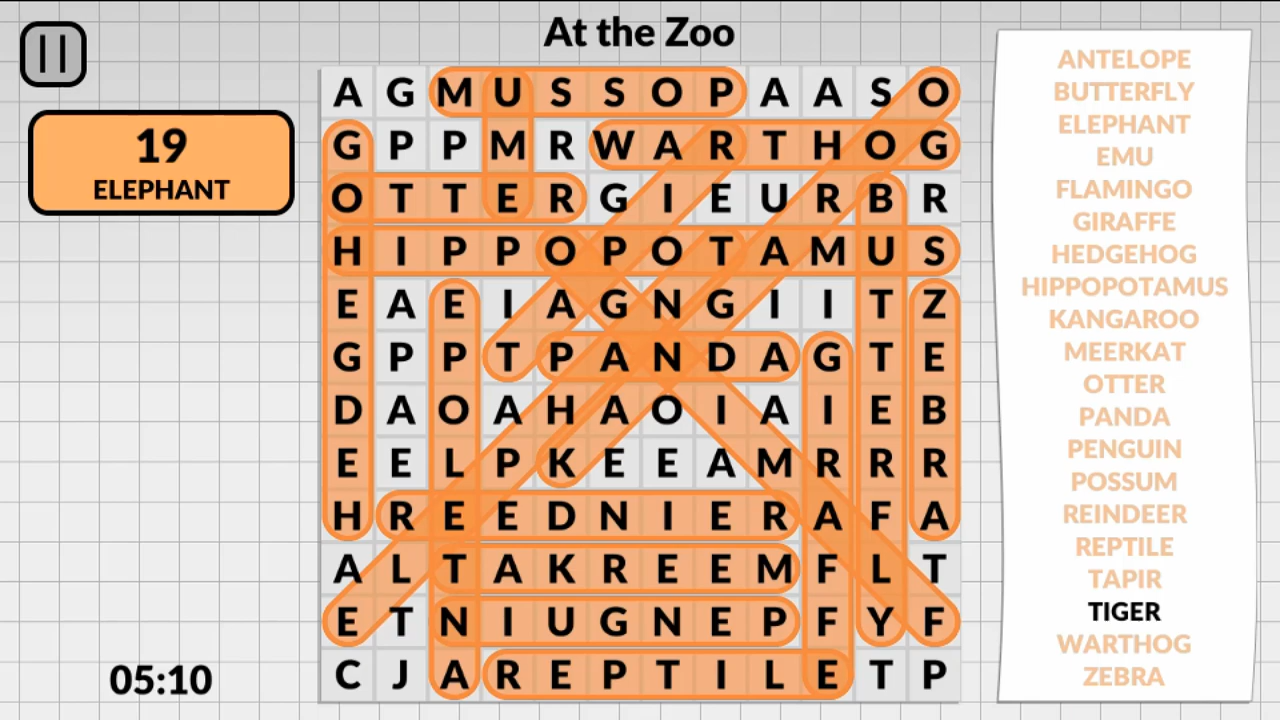 At the Zoo
19
ELEPHANT
05:10
A G M U S S O P A A S O
G P P M R W A R T H O G
O T T E R G I E U R B R
H I P P O P O T A M U S
E A E I A G N G I I T Z
G P P T P A N D A G T E
D A O A H A O I A I E B
E E L P K E E A M R R R
H R E E D N I E R A F A
A L T A K R E E M F L T
E T N I U G N E P F Y F
C J A R E P T I L E T P
ANTELOPE
BUTTERFLY
ELEPHANT
EMU
FLAMINGO
GIRAFFE
HEDGEHOG
HIPPOPOTAMUS
KANGAROO
MEERKAT
OTTER
PANDA
PENGUIN
POSSUM
REINDEER
REPTILE
TAPIR
TIGER
WARTHOG
ZEBRA